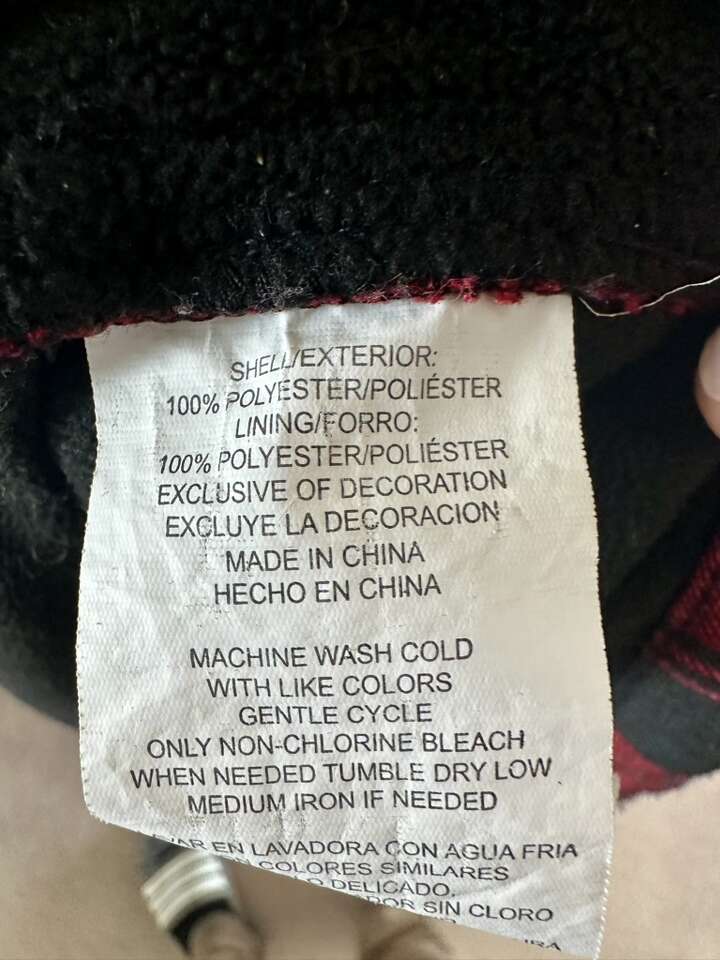 SHELL/EXTERIOR:
100% POLYESTER/POLIÉSTER
LINING/FORRO:
100% POLYESTER/POLIÉSTER
EXCLUSIVE OF DECORATION
EXCLUYE LA DECORACION
MADE IN CHINA
HECHO EN CHINA
MACHINE WASH COLD
WITH LIKE COLORS
GENTLE CYCLE
ONLY NON-CHLORINE BLEACH
WHEN NEEDED TUMBLE DRY LOW
MEDIUM IRON IF NEEDED
EN LAVADORA CON AGUA FRIA
COLORES SIMILARES
DELICADO.
SIN CLORO